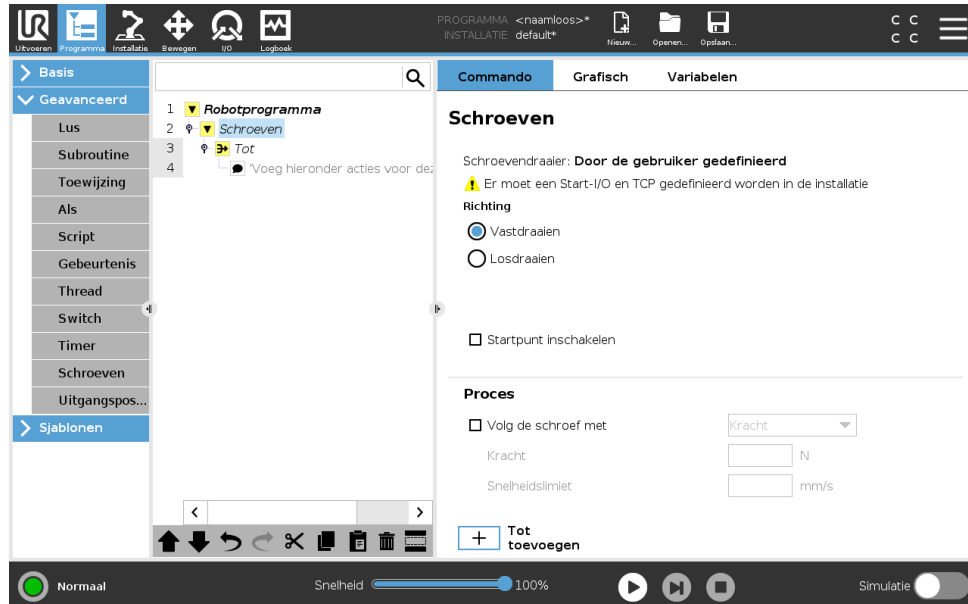 PROGRAMMA <naamloos>*
INSTALLATIE default*
C C
C C
Uitvoeren Programma Installatie Bewegen I/O Logboek Nieuw... Openen... Opslaan...
Basis
Geavanceerd
Lus
Subroutine
Toewijzing
Als
Script
Gebeurtenis
Thread
Switch
Timer
Schroeven
Uitgangspos...
Sjablonen
1 Robotprogramma
2 Schroeven
3 Tot
4 'Voeg hieronder acties voor dez
Commando Grafisch Variabelen
Schroeven
Schroevendraaier: Door de gebruiker gedefinieerd
Er moet een Start-I/O en TCP gedefinieerd worden in de installatie
Richting
Vastdraaien
Losdraaien
Startpunt inschakelen
Proces
Volg de schroef met Kracht
Kracht N
Snelheidslimiet mm/s
Tot
toevoegen
Normaal Snelheid 100% Simulatie